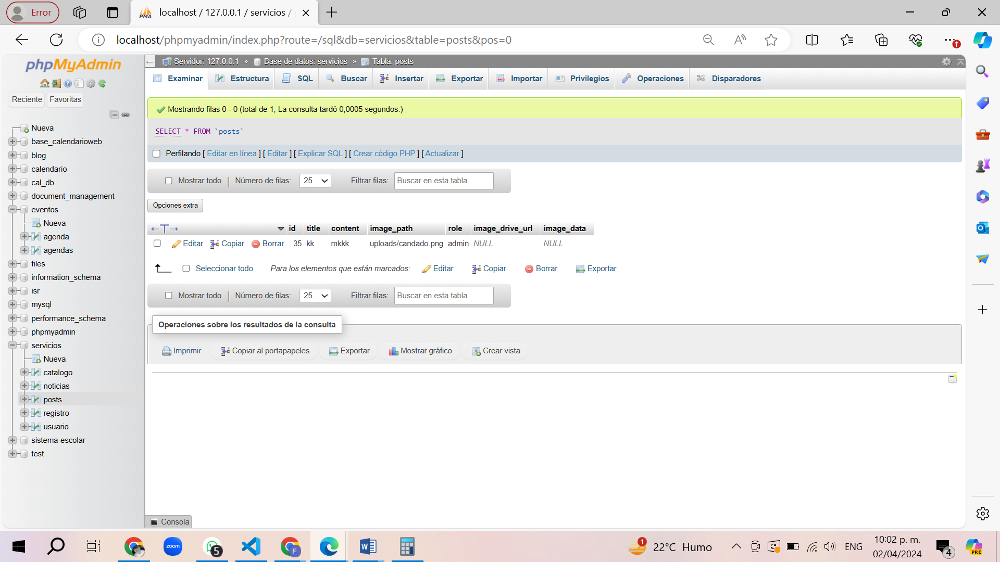 Error
localhost / 127.0.0.1 / servicios /
localhost/phpmyadmin/index.php?route=/sql&db=servicios&table=posts&pos=0
phpMyAdmin
Reciente Favoritas
Nueva
base_calendarioweb
blog
calendario
cal_db
document_management
eventos
Nueva
agenda
agendas
files
information_schema
isr
mysql
performance_schema
phpmyadmin
servicios
Nueva
catalogo
noticias
posts
registro
usuario
sistema-escolar
test
Servidor: 127.0.0.1 » Base de datos: servicios » Tabla: posts
Examinar Estructura SQL Buscar Insertar Exportar Importar Privilegios Operaciones Disparadores
Mostrando filas 0 - 0 (total de 1, La consulta tardó 0,0005 segundos.)
SELECT * FROM `posts`
Perfilando [ Editar en línea ] [ Editar ] [ Explicar SQL ] [ Crear código PHP ] [ Actualizar ]
Mostrar todo | Número de filas: 25 Filtrar filas: Buscar en esta tabla
Opciones extra
←T→ id title content image_path role image_drive_url image_data
Editar Copiar Borrar 35 kk mkkk uploads/candado.png admin NULL NULL
Seleccionar todo Para los elementos que están marcados: Editar Copiar Borrar Exportar
Mostrar todo | Número de filas: 25 Filtrar filas: Buscar en esta tabla
Operaciones sobre los resultados de la consulta
Imprimir Copiar al portapapeles Exportar Mostrar gráfico Crear vista
Consola
zoom 5 F 1 22°C Humo ENG 10:02 p. m. 4 PRE
02/04/2024